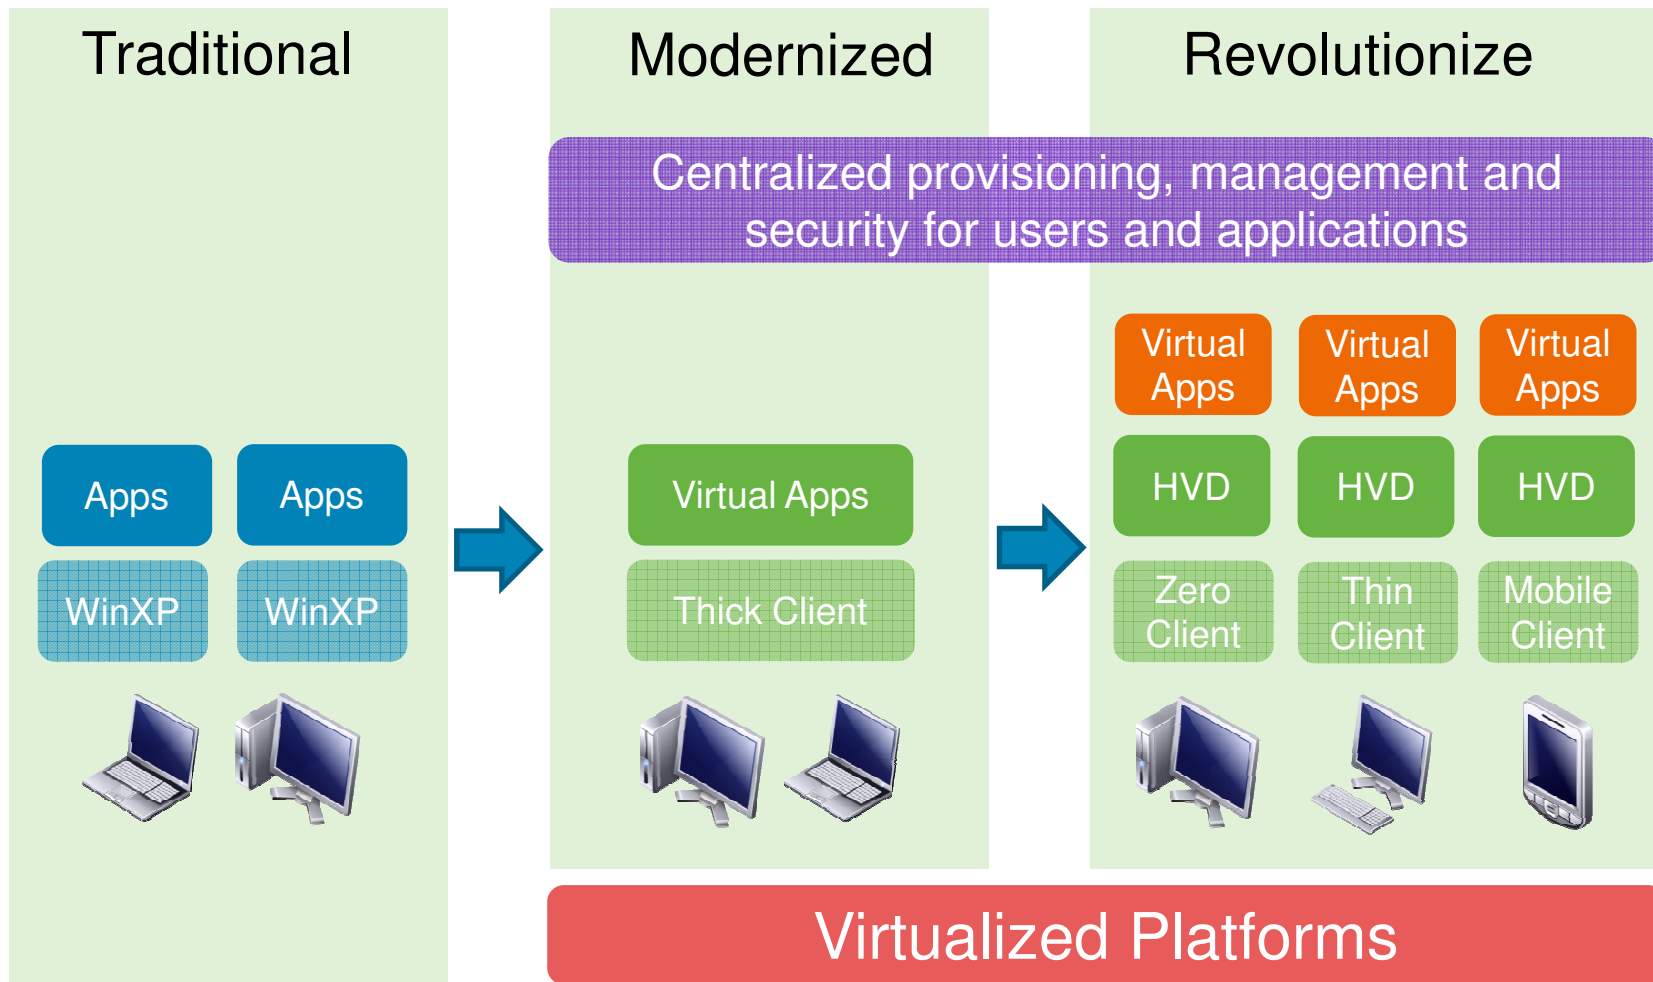 Traditional
Modernized
Revolutionize
Centralized provisioning, management and
security for users and applications
Apps
Apps
WinXP
WinXP
Virtual Apps
Thick Client
Virtual
Apps
Virtual
Apps
Virtual
Apps
HVD
HVD
HVD
Zero
Client
Thin
Client
Mobile
Client
Virtualized Platforms